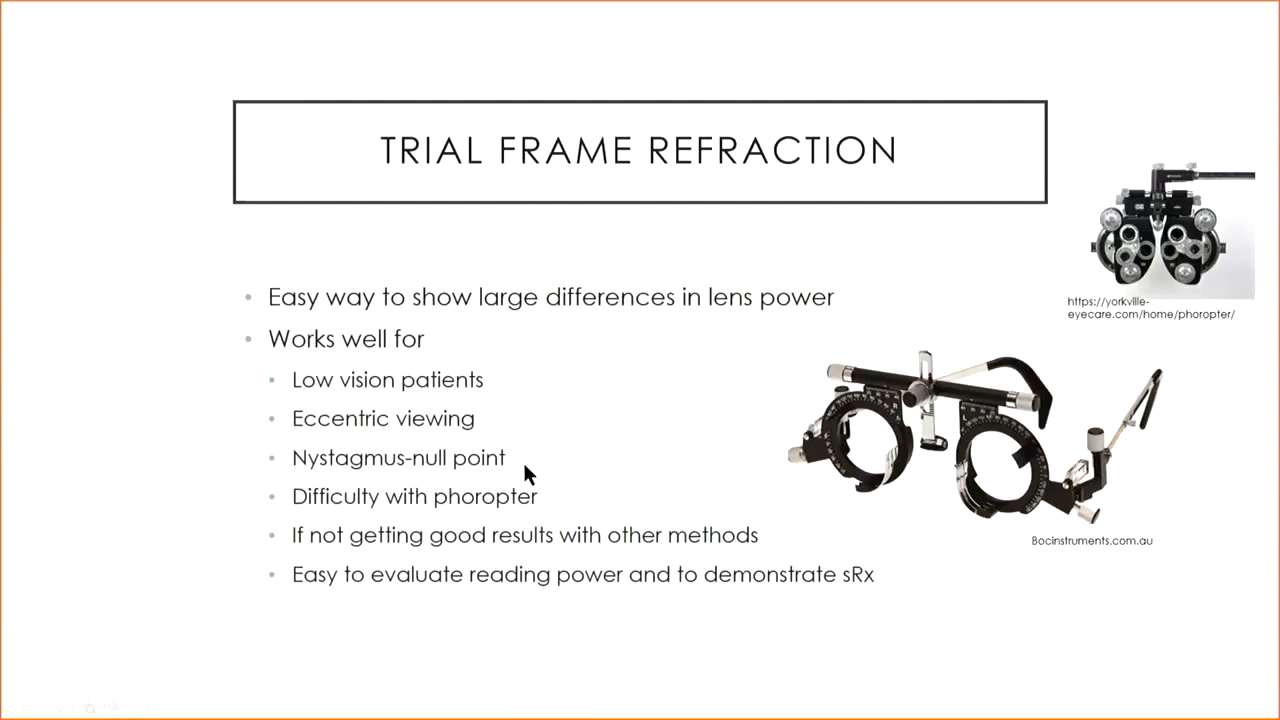 TRIAL FRAME REFRACTION
Easy way to show large differences in lens power
Works well for
Low vision patients
Eccentric viewing
Nystagmus-null point
Difficulty with phoropter
If not getting good results with other methods
Easy to evaluate reading power and to demonstrate sRx
https://yorkville-
eyecare.com/home/phoropter/
Bocinstruments.com.au